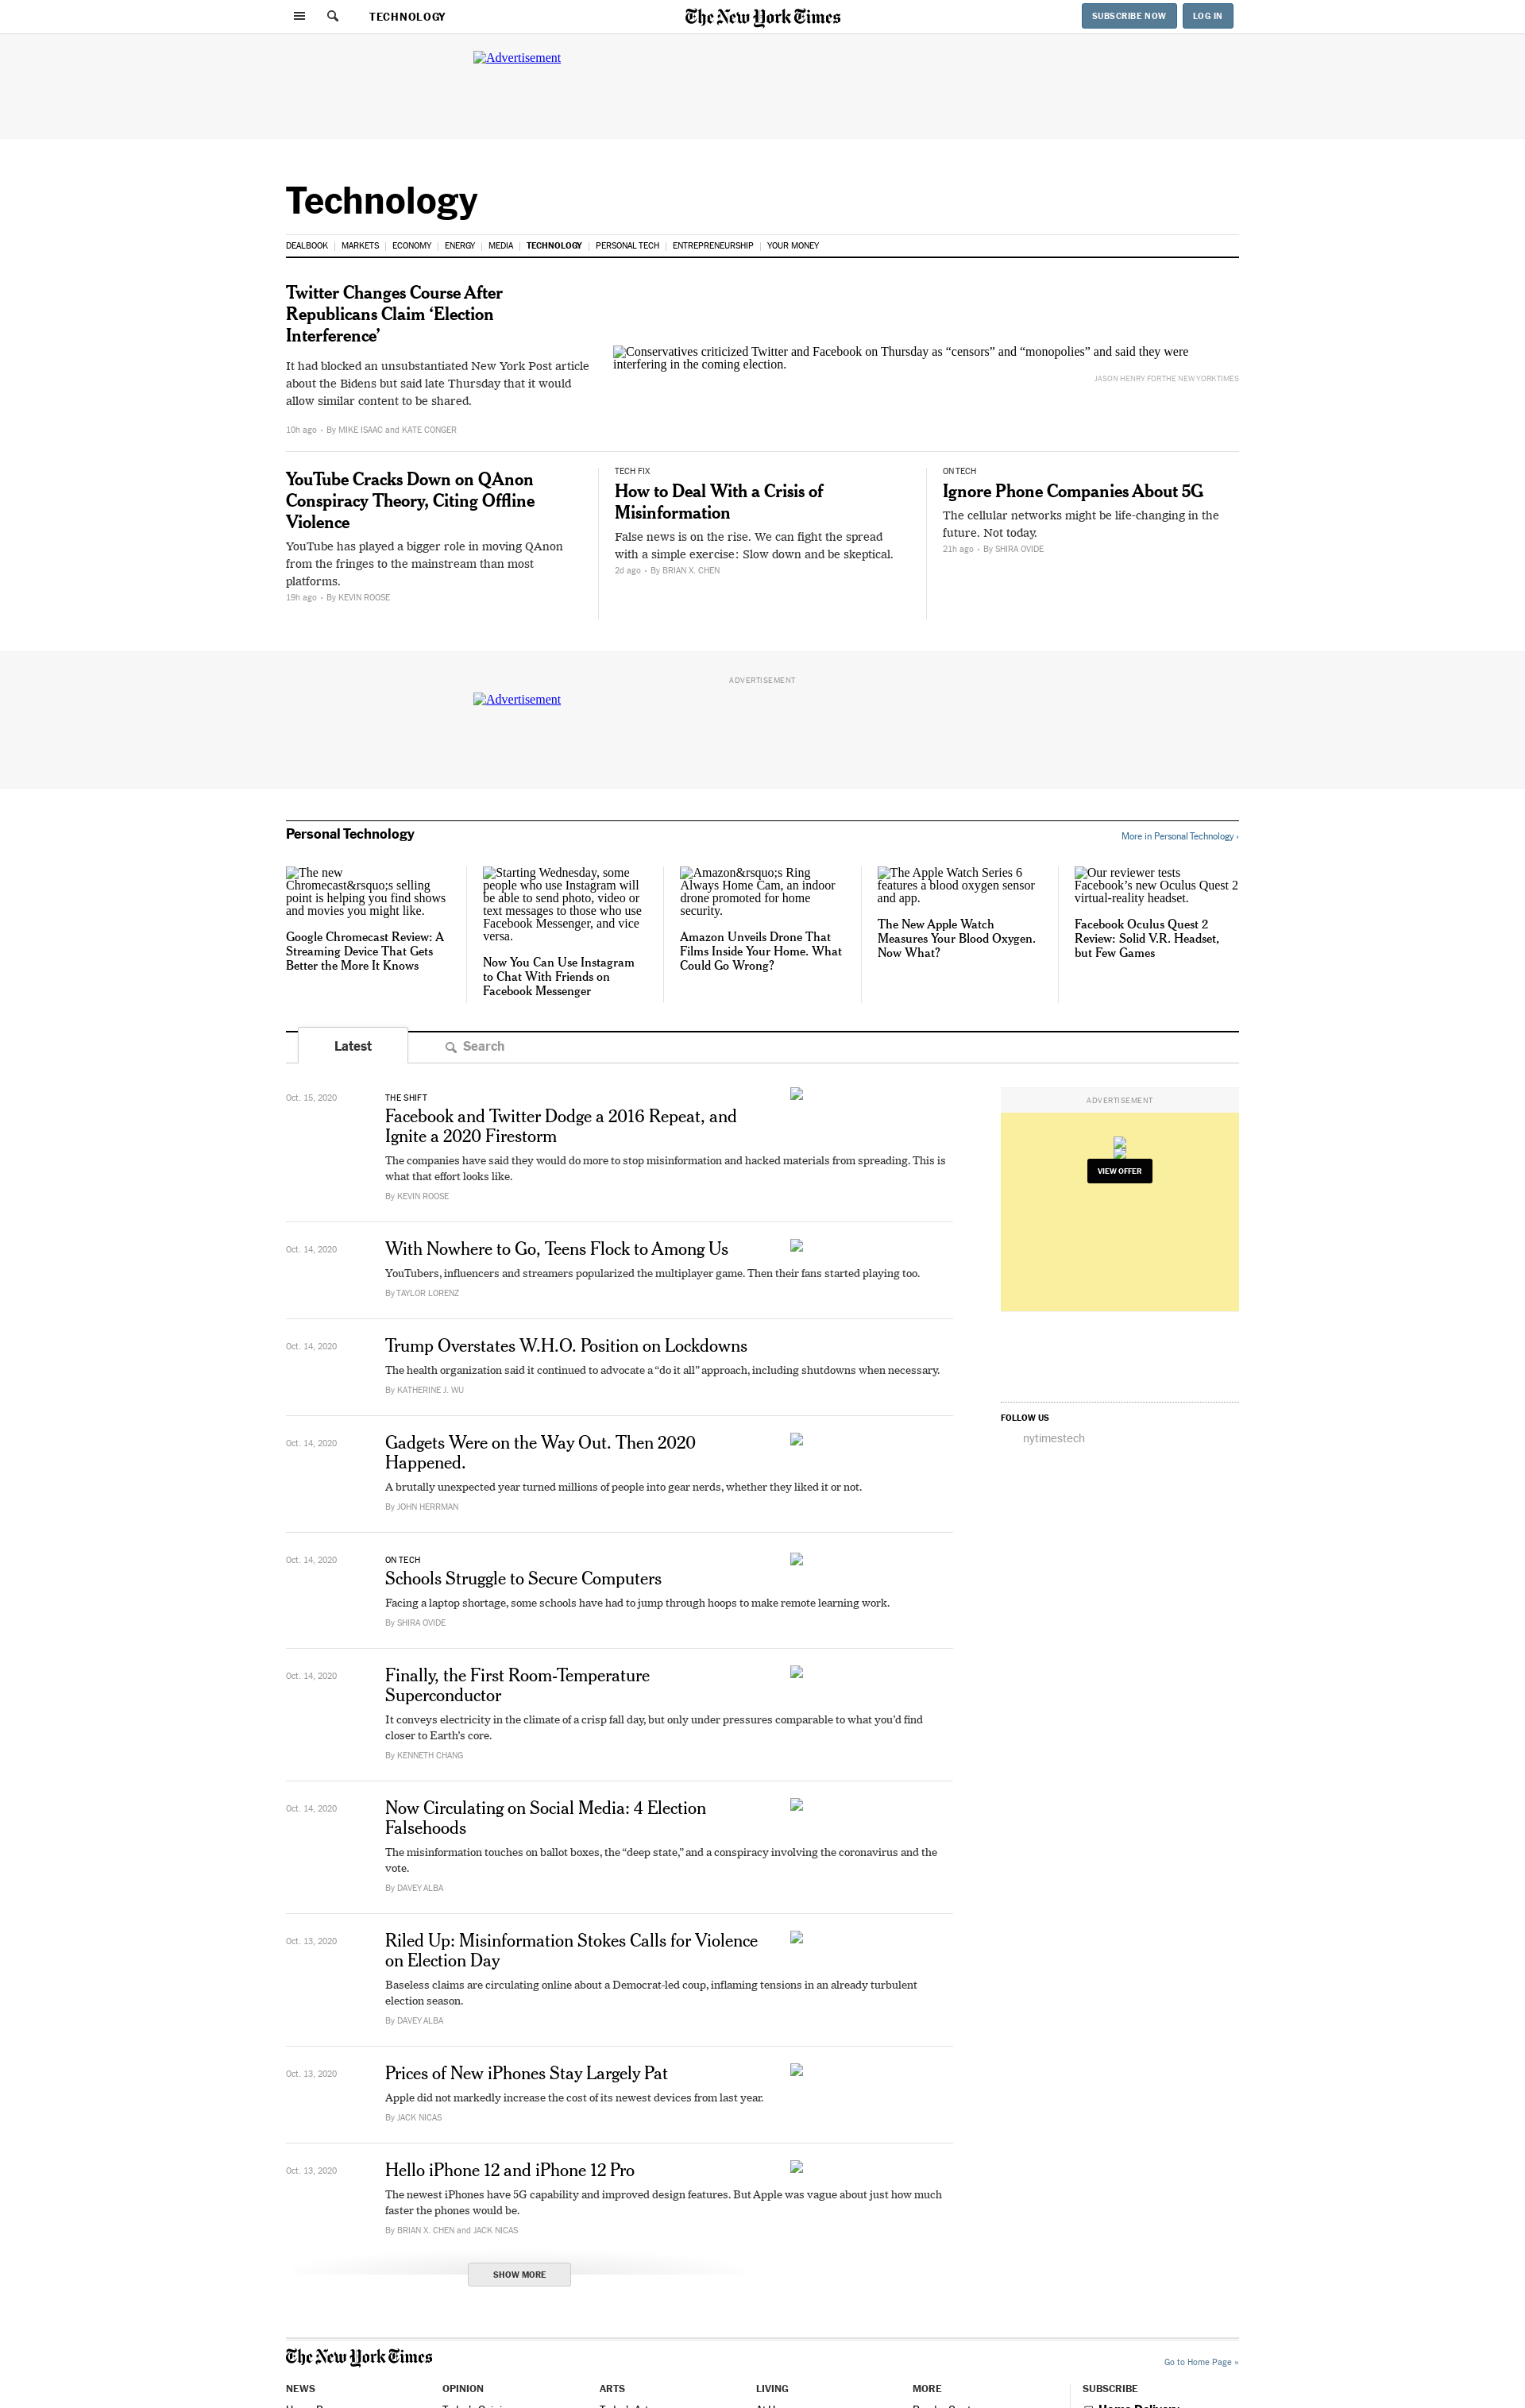 TECHNOLOGY
The New York Times
SUBSCRIBE NOW
LOG IN
Advertisement
Technology
DEALBOOK
MARKETS
ECONOMY
ENERGY
MEDIA
TECHNOLOGY
PERSONAL TECH
ENTREPRENEURSHIP
YOUR MONEY
Twitter Changes Course After
Republicans Claim ‘Election
Interference’
It had blocked an unsubstantiated New York Post article
about the Bidens but said late Thursday that it would
allow similar content to be shared.
10h ago • By MIKE ISAAC and KATE CONGER
Conservatives criticized Twitter and Facebook on Thursday as “censors” and “monopolies” and said they were
interfering in the coming election.
JASON HENRY FOR THE NEW YORK TIMES
YouTube Cracks Down on QAnon
Conspiracy Theory, Citing Offline
Violence
YouTube has played a bigger role in moving QAnon
from the fringes to the mainstream than most
platforms.
19h ago • By KEVIN ROOSE
TECH FIX
How to Deal With a Crisis of
Misinformation
False news is on the rise. We can fight the spread
with a simple exercise: Slow down and be skeptical.
2d ago • By BRIAN X. CHEN
ON TECH
Ignore Phone Companies About 5G
The cellular networks might be life-changing in the
future. Not today.
21h ago • By SHIRA OVIDE
ADVERTISEMENT
Advertisement
Personal Technology
More in Personal Technology ›
The new
Chromecast&rsquo;s selling
point is helping you find shows
and movies you might like.
Google Chromecast Review: A
Streaming Device That Gets
Better the More It Knows
Starting Wednesday, some
people who use Instagram will
be able to send photo, video or
text messages to those who use
Facebook Messenger, and vice
versa.
Now You Can Use Instagram
to Chat With Friends on
Facebook Messenger
Amazon&rsquo;s Ring
Always Home Cam, an indoor
drone promoted for home
security.
Amazon Unveils Drone That
Films Inside Your Home. What
Could Go Wrong?
The Apple Watch Series 6
features a blood oxygen sensor
and app.
The New Apple Watch
Measures Your Blood Oxygen.
Now What?
Our reviewer tests
Facebook’s new Oculus Quest 2
virtual-reality headset.
Facebook Oculus Quest 2
Review: Solid V.R. Headset,
but Few Games
Latest
Search
Oct. 15, 2020
THE SHIFT
Facebook and Twitter Dodge a 2016 Repeat, and
Ignite a 2020 Firestorm
The companies have said they would do more to stop misinformation and hacked materials from spreading. This is
what that effort looks like.
By KEVIN ROOSE
Oct. 14, 2020
With Nowhere to Go, Teens Flock to Among Us
YouTubers, influencers and streamers popularized the multiplayer game. Then their fans started playing too.
By TAYLOR LORENZ
Oct. 14, 2020
Trump Overstates W.H.O. Position on Lockdowns
The health organization said it continued to advocate a “do it all” approach, including shutdowns when necessary.
By KATHERINE J. WU
Oct. 14, 2020
Gadgets Were on the Way Out. Then 2020
Happened.
A brutally unexpected year turned millions of people into gear nerds, whether they liked it or not.
By JOHN HERRMAN
Oct. 14, 2020
ON TECH
Schools Struggle to Secure Computers
Facing a laptop shortage, some schools have had to jump through hoops to make remote learning work.
By SHIRA OVIDE
Oct. 14, 2020
Finally, the First Room-Temperature
Superconductor
It conveys electricity in the climate of a crisp fall day, but only under pressures comparable to what you’d find
closer to Earth’s core.
By KENNETH CHANG
Oct. 14, 2020
Now Circulating on Social Media: 4 Election
Falsehoods
The misinformation touches on ballot boxes, the “deep state,” and a conspiracy involving the coronavirus and the
vote.
By DAVEY ALBA
Oct. 13, 2020
Riled Up: Misinformation Stokes Calls for Violence
on Election Day
Baseless claims are circulating online about a Democrat-led coup, inflaming tensions in an already turbulent
election season.
By DAVEY ALBA
Oct. 13, 2020
Prices of New iPhones Stay Largely Pat
Apple did not markedly increase the cost of its newest devices from last year.
By JACK NICAS
Oct. 13, 2020
Hello iPhone 12 and iPhone 12 Pro
The newest iPhones have 5G capability and improved design features. But Apple was vague about just how much
faster the phones would be.
By BRIAN X. CHEN and JACK NICAS
SHOW MORE
ADVERTISEMENT
VIEW OFFER
FOLLOW US
nytimestech
The New York Times
Go to Home Page »
NEWS
OPINION
ARTS
LIVING
MORE
SUBSCRIBE